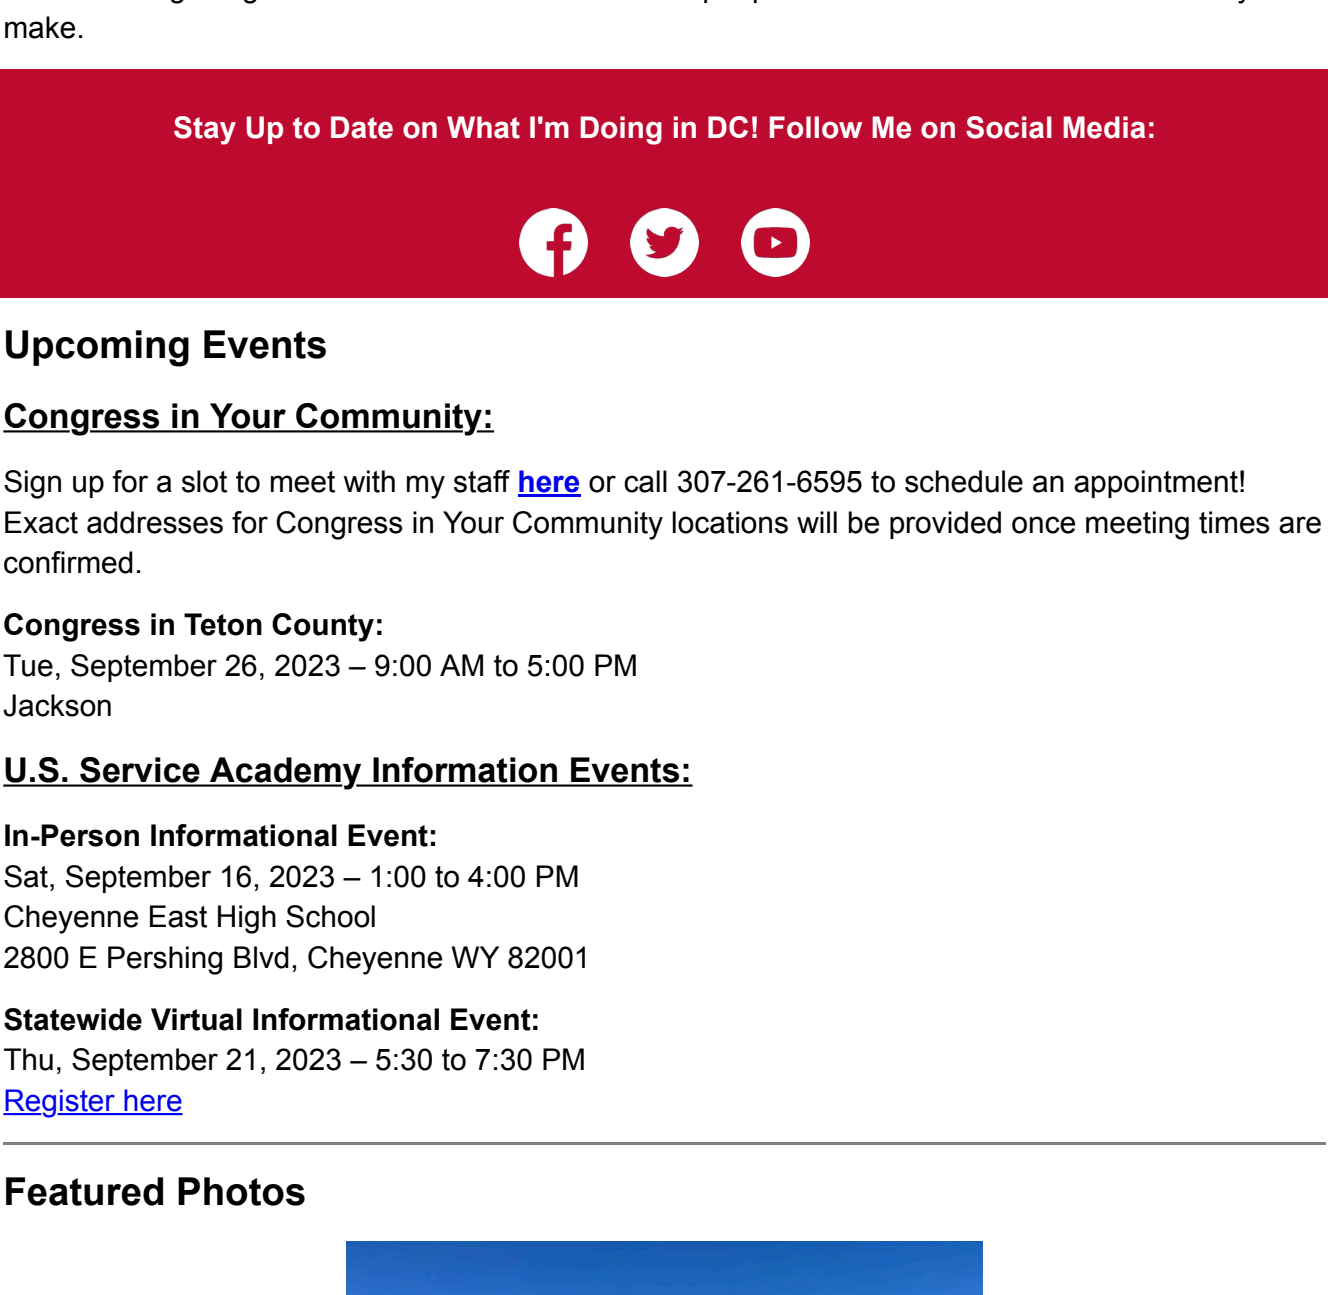 make.
Stay Up to Date on What I'm Doing in DC! Follow Me on Social Media:
Upcoming Events
Congress in Your Community:
Sign up for a slot to meet with my staff here or call 307-261-6595 to schedule an appointment!
Exact addresses for Congress in Your Community locations will be provided once meeting times are
confirmed.
Congress in Teton County:
Tue, September 26, 2023 – 9:00 AM to 5:00 PM
Jackson
U.S. Service Academy Information Events:
In-Person Informational Event:
Sat, September 16, 2023 – 1:00 to 4:00 PM
Cheyenne East High School
2800 E Pershing Blvd, Cheyenne WY 82001
Statewide Virtual Informational Event:
Thu, September 21, 2023 – 5:30 to 7:30 PM
Register here
Featured Photos